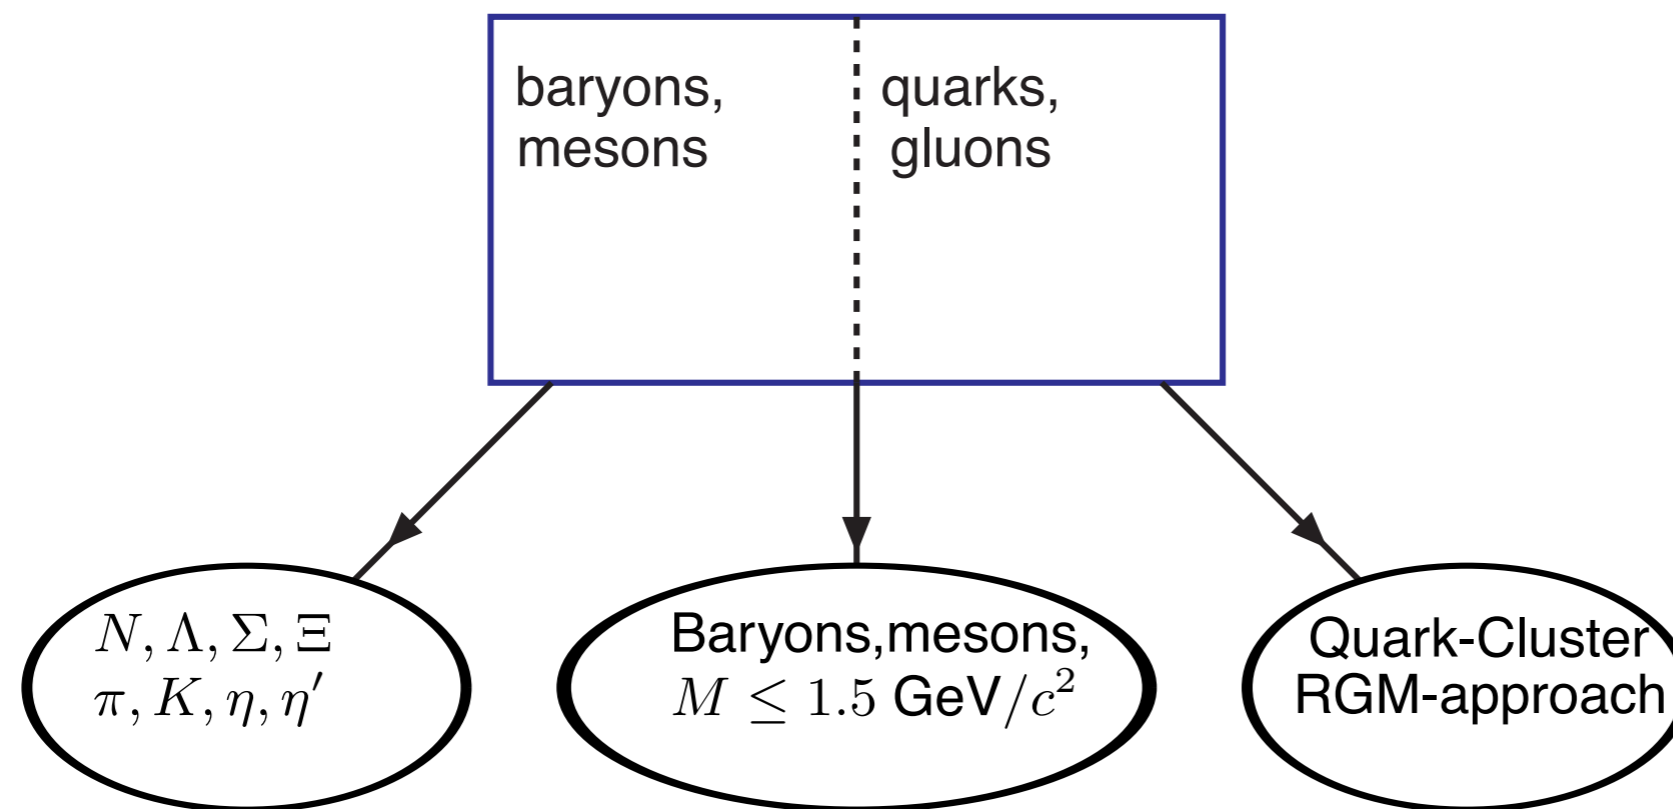 baryons,
mesons
quarks,
gluons
N, Λ, Σ, Ξ
π, K, η, η′
Baryons,mesons,
M ≤ 1.5 GeV/c²
Quark-Cluster
RGM-approach